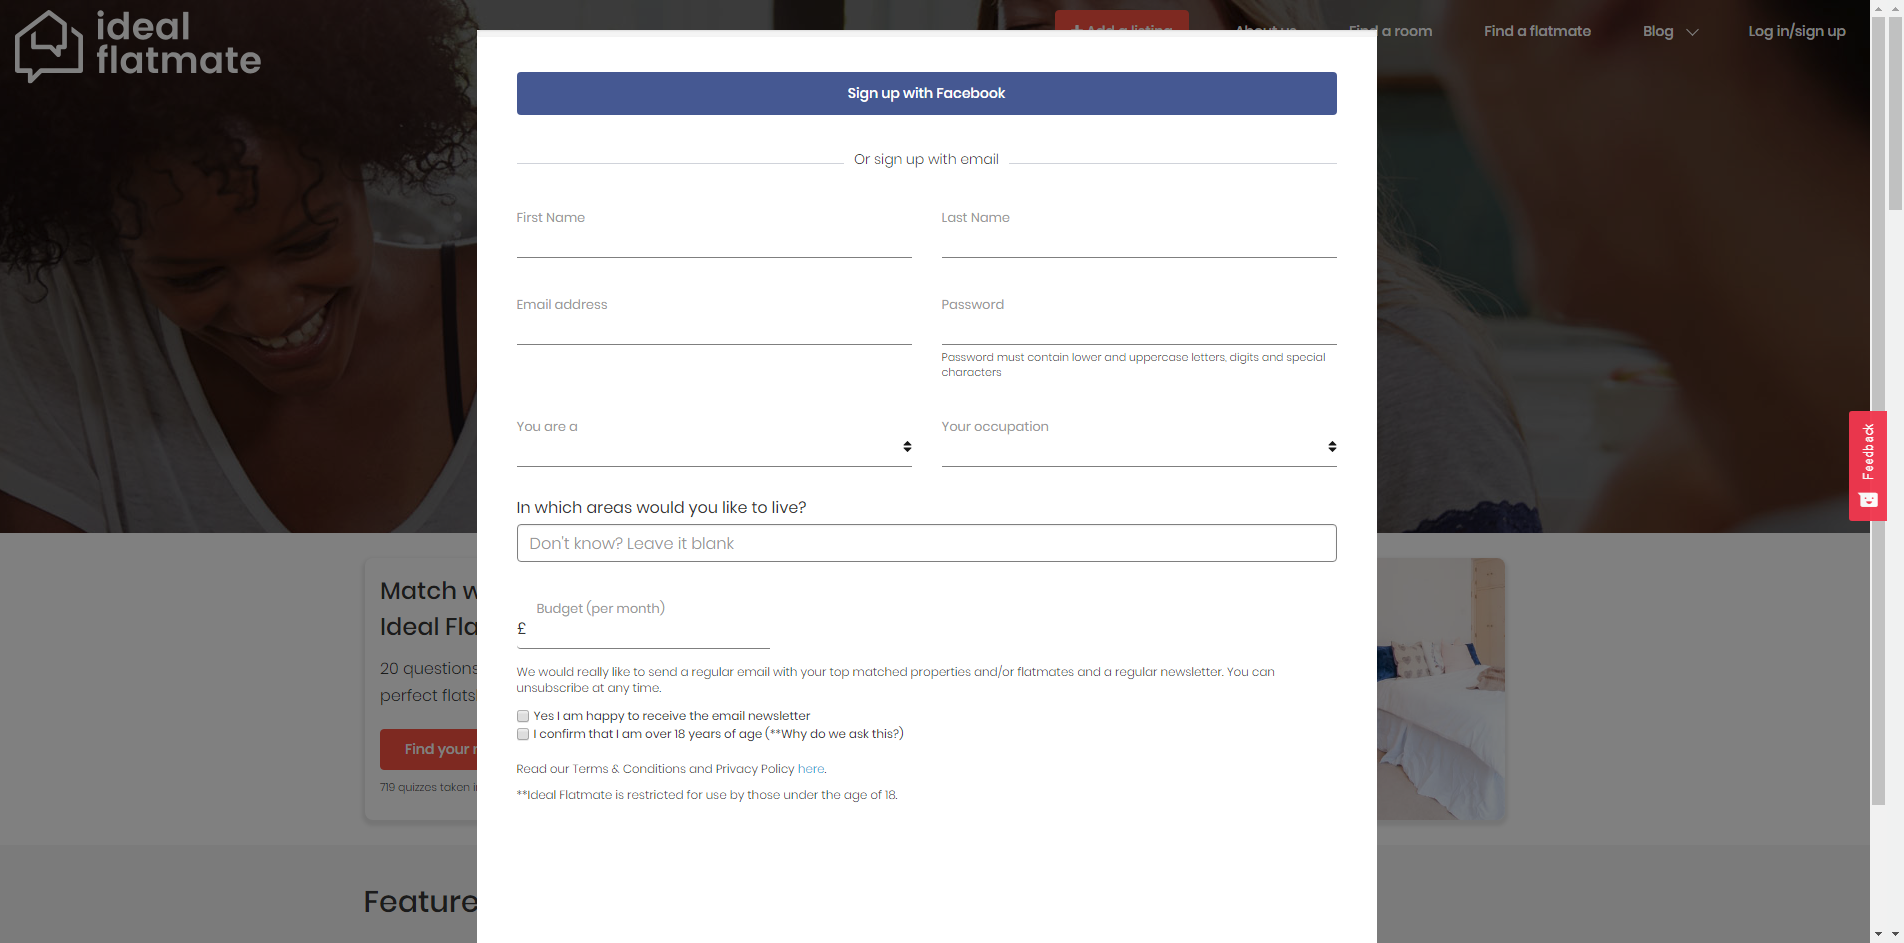 ideal
flatmate
Add a listing
About us
Find a room
Find a flatmate
Blog
Log in/sign up
Sign up with Facebook
Or sign up with email
First Name
Last Name
Email address
Password
Password must contain lower and uppercase letters, digits and special
characters
You are a
Your occupation
In which areas would you like to live?
Don't know? Leave it blank
Budget (per month)
£
We would really like to send a regular email with your top matched properties and/or flatmates and a regular newsletter. You can
unsubscribe at any time.
Yes I am happy to receive the email newsletter
I confirm that I am over 18 years of age (**Why do we ask this?)
Read our Terms & Conditions and Privacy Policy here.
**Ideal Flatmate is restricted for use by those under the age of 18.
Feedback
Match w
Ideal Fla
20 questions
perfect flats
Find your
719 quizzes taken i
Feature